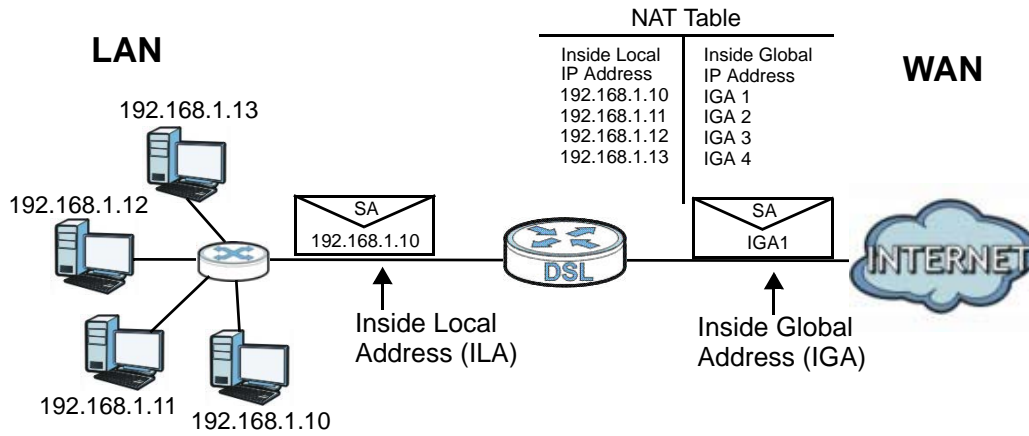 NAT Table
LAN
WAN
Inside Local
IP Address
192.168.1.10
192.168.1.11
192.168.1.12
192.168.1.13
Inside Global
IP Address
IGA 1
IGA 2
IGA 3
IGA 4
192.168.1.13
192.168.1.12
192.168.1.11
192.168.1.10
SA
192.168.1.10
DSL
SA
IGA1
INTERNET
Inside Local
Address (ILA)
Inside Global
Address (IGA)